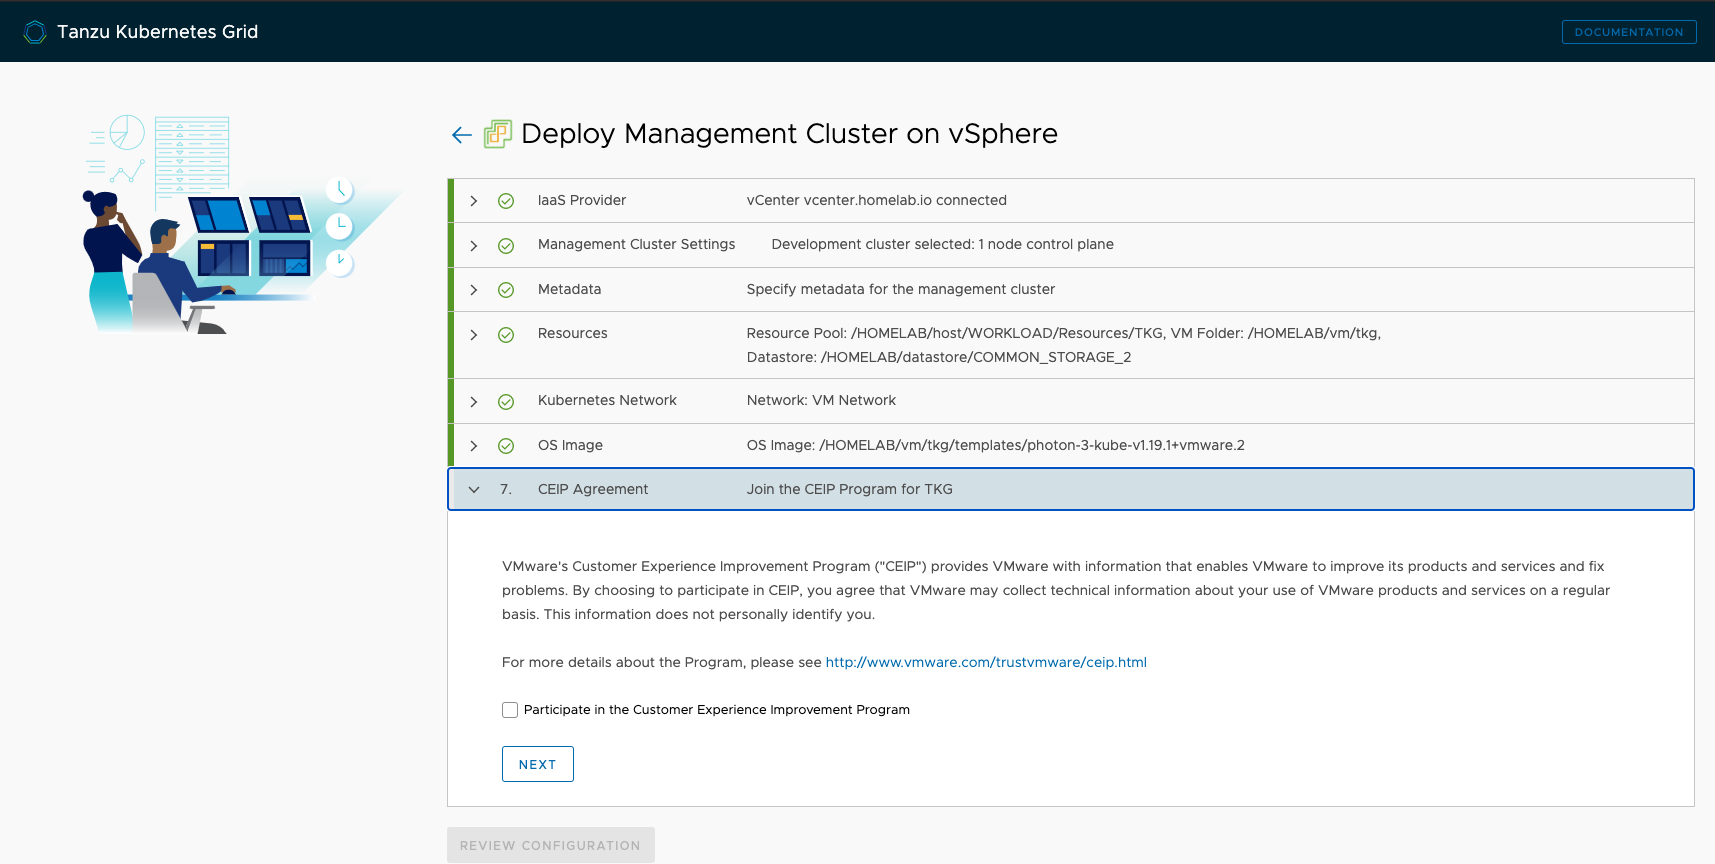 Tanzu Kubernetes Grid
DOCUMENTATION
Deploy Management Cluster on vSphere
IaaS Provider vCenter vcenter.homelab.io connected
Management Cluster Settings Development cluster selected: 1 node control plane
Metadata Specify metadata for the management cluster
Resources Resource Pool: /HOMELAB/host/WORKLOAD/Resources/TKG, VM Folder: /HOMELAB/vm/tkg,
Datastore: /HOMELAB/datastore/COMMON_STORAGE_2
Kubernetes Network Network: VM Network
OS Image OS Image: /HOMELAB/vm/tkg/templates/photon-3-kube-v1.19.1+vmware.2
7. CEIP Agreement Join the CEIP Program for TKG
VMware's Customer Experience Improvement Program ("CEIP") provides VMware with information that enables VMware to improve its products and services and fix
problems. By choosing to participate in CEIP, you agree that VMware may collect technical information about your use of VMware products and services on a regular
basis. This information does not personally identify you.
For more details about the Program, please see http://www.vmware.com/trustvmware/ceip.html
Participate in the Customer Experience Improvement Program
NEXT
REVIEW CONFIGURATION